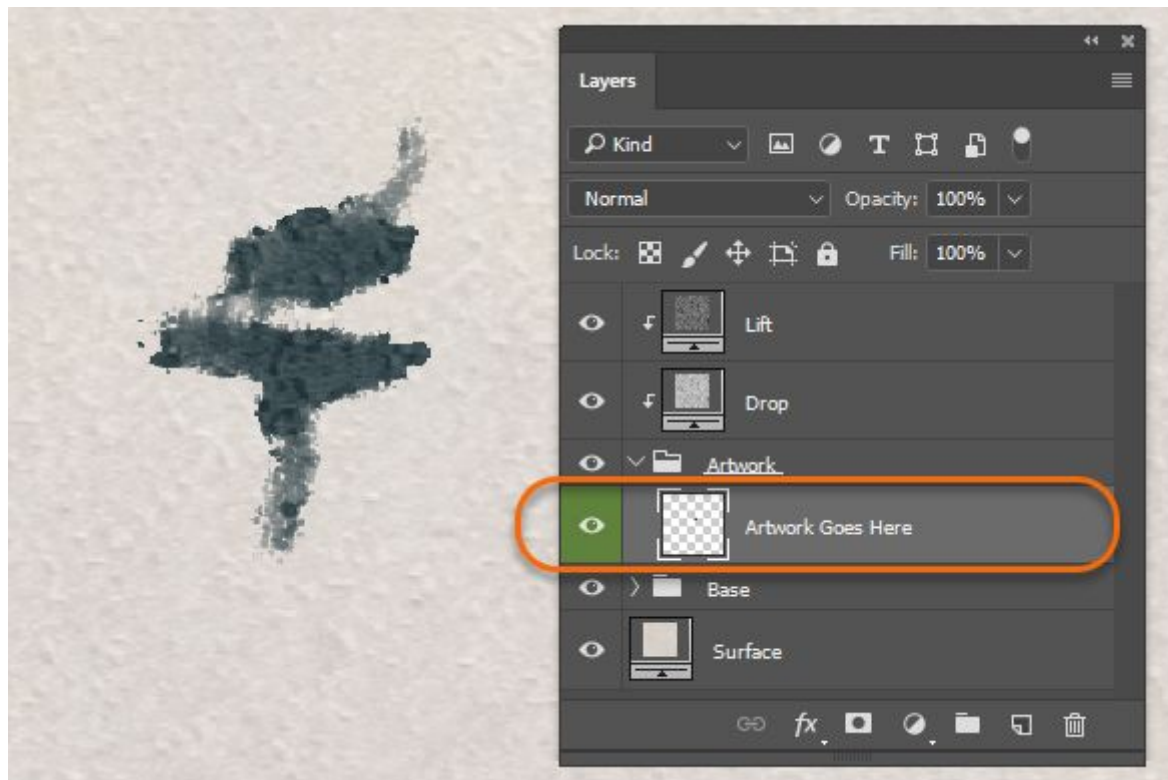 Layers
Kind
Normal Opacity: 100%
Lock: Fill: 100%
Lift
Drop
Artwork
Artwork Goes Here
Base
Surface